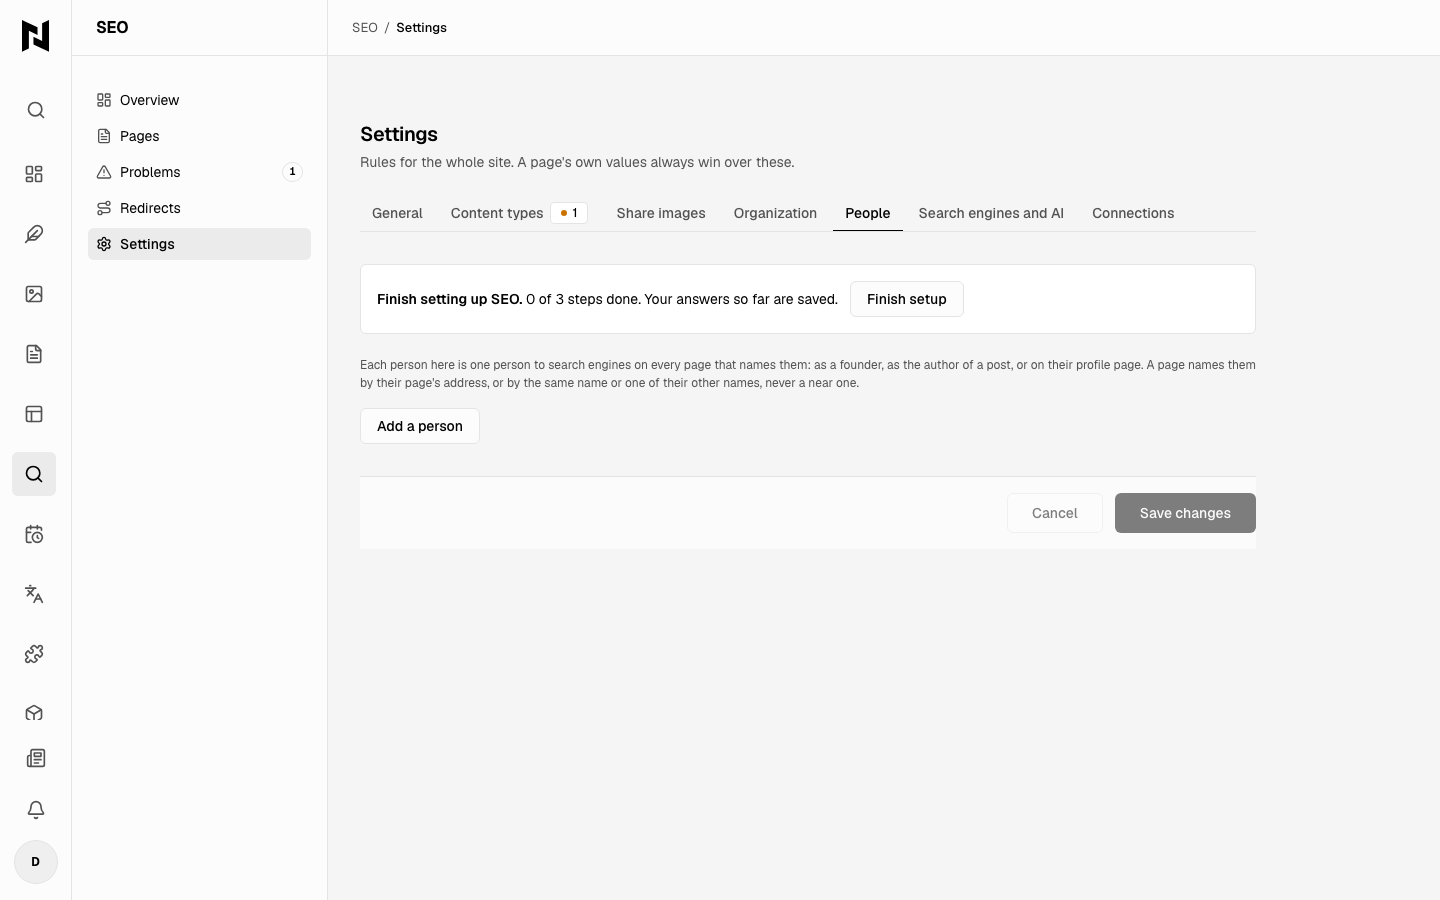 SEO
SEO / Settings
Overview
Pages
Problems 1
Redirects
Settings
Settings
Rules for the whole site. A page's own values always win over these.
General Content types 1 Share images Organization People Search engines and AI Connections
Finish setting up SEO. 0 of 3 steps done. Your answers so far are saved. Finish setup
Each person here is one person to search engines on every page that names them: as a founder, as the author of a post, or on their profile page. A page names them
by their page's address, or by the same name or one of their other names, never a near one.
Add a person
Cancel Save changes
D